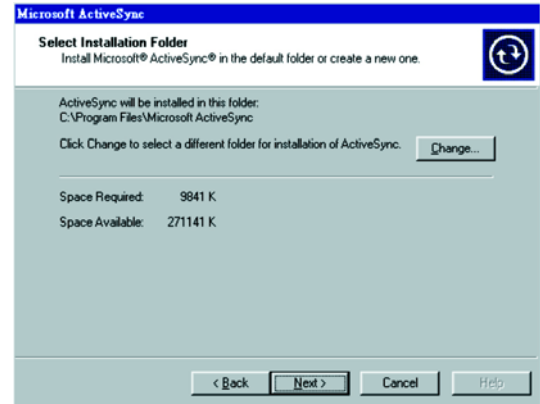 Microsoft ActiveSync
Select Installation Folder
Install Microsoft® ActiveSync® in the default folder or create a new one.
ActiveSync will be installed in this folder:
C:\Program Files\Microsoft ActiveSync
Click Change to select a different folder for installation of ActiveSync.
Change...
Space Required: 9841 K
Space Available: 271141 K
< Back Next > Cancel Help